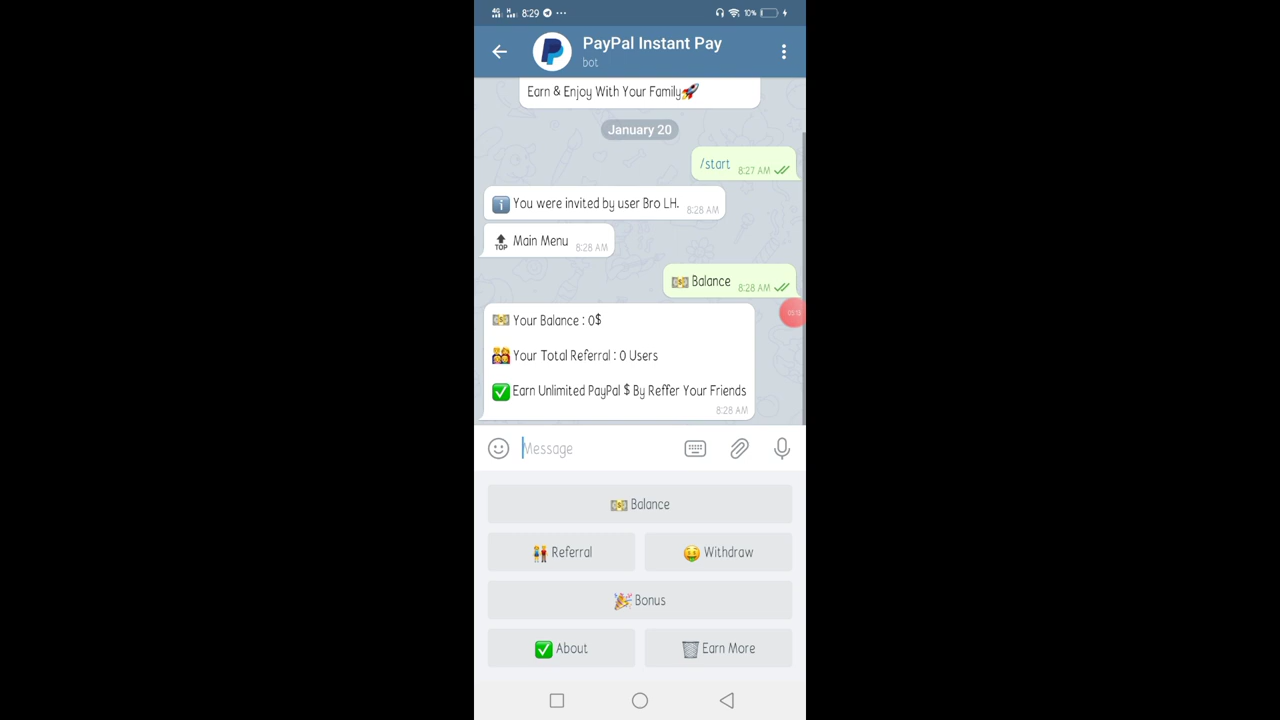 4G H 8:29 ... 10%
PayPal Instant Pay
bot
Earn & Enjoy With Your Family🚀
January 20
/start 8:27 AM
You were invited by user Bro LH. 8:28 AM
TOP Main Menu 8:28 AM
💵 Balance 8:28 AM
💵 Your Balance : 0$
Your Total Referral : 0 Users
✅ Earn Unlimited PayPal $ By Reffer Your Friends
8:28 AM
Message
💵 Balance
👬 Referral 🤑 Withdraw
🎉 Bonus
✅ About 🗑 Earn More